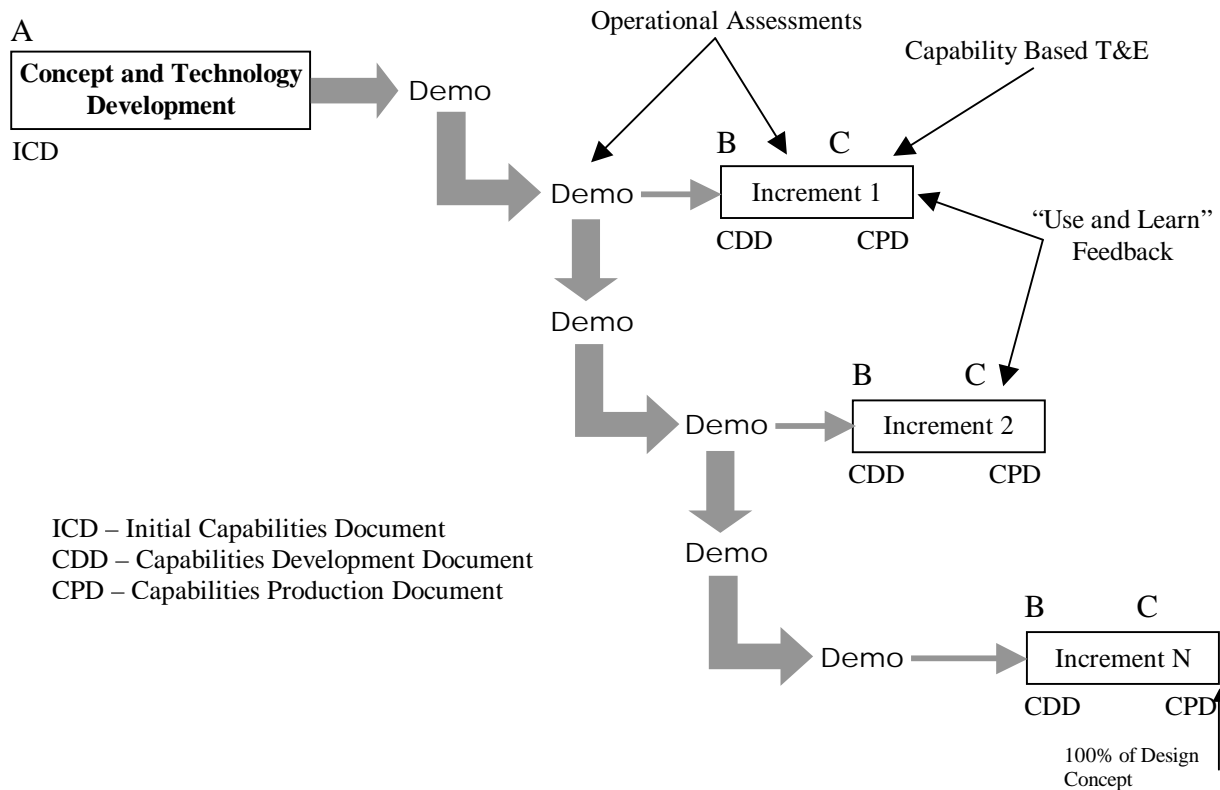 A
Concept and Technology
Development
ICD
Demo
Operational Assessments
Capability Based T&E
Demo
B
C
Increment 1
CDD
CPD
“Use and Learn”
Feedback
Demo
Demo
B
C
Increment 2
CDD
CPD
ICD – Initial Capabilities Document
CDD – Capabilities Development Document
CPD – Capabilities Production Document
Demo
Demo
B
C
Increment N
CDD
CPD
100% of Design
Concept